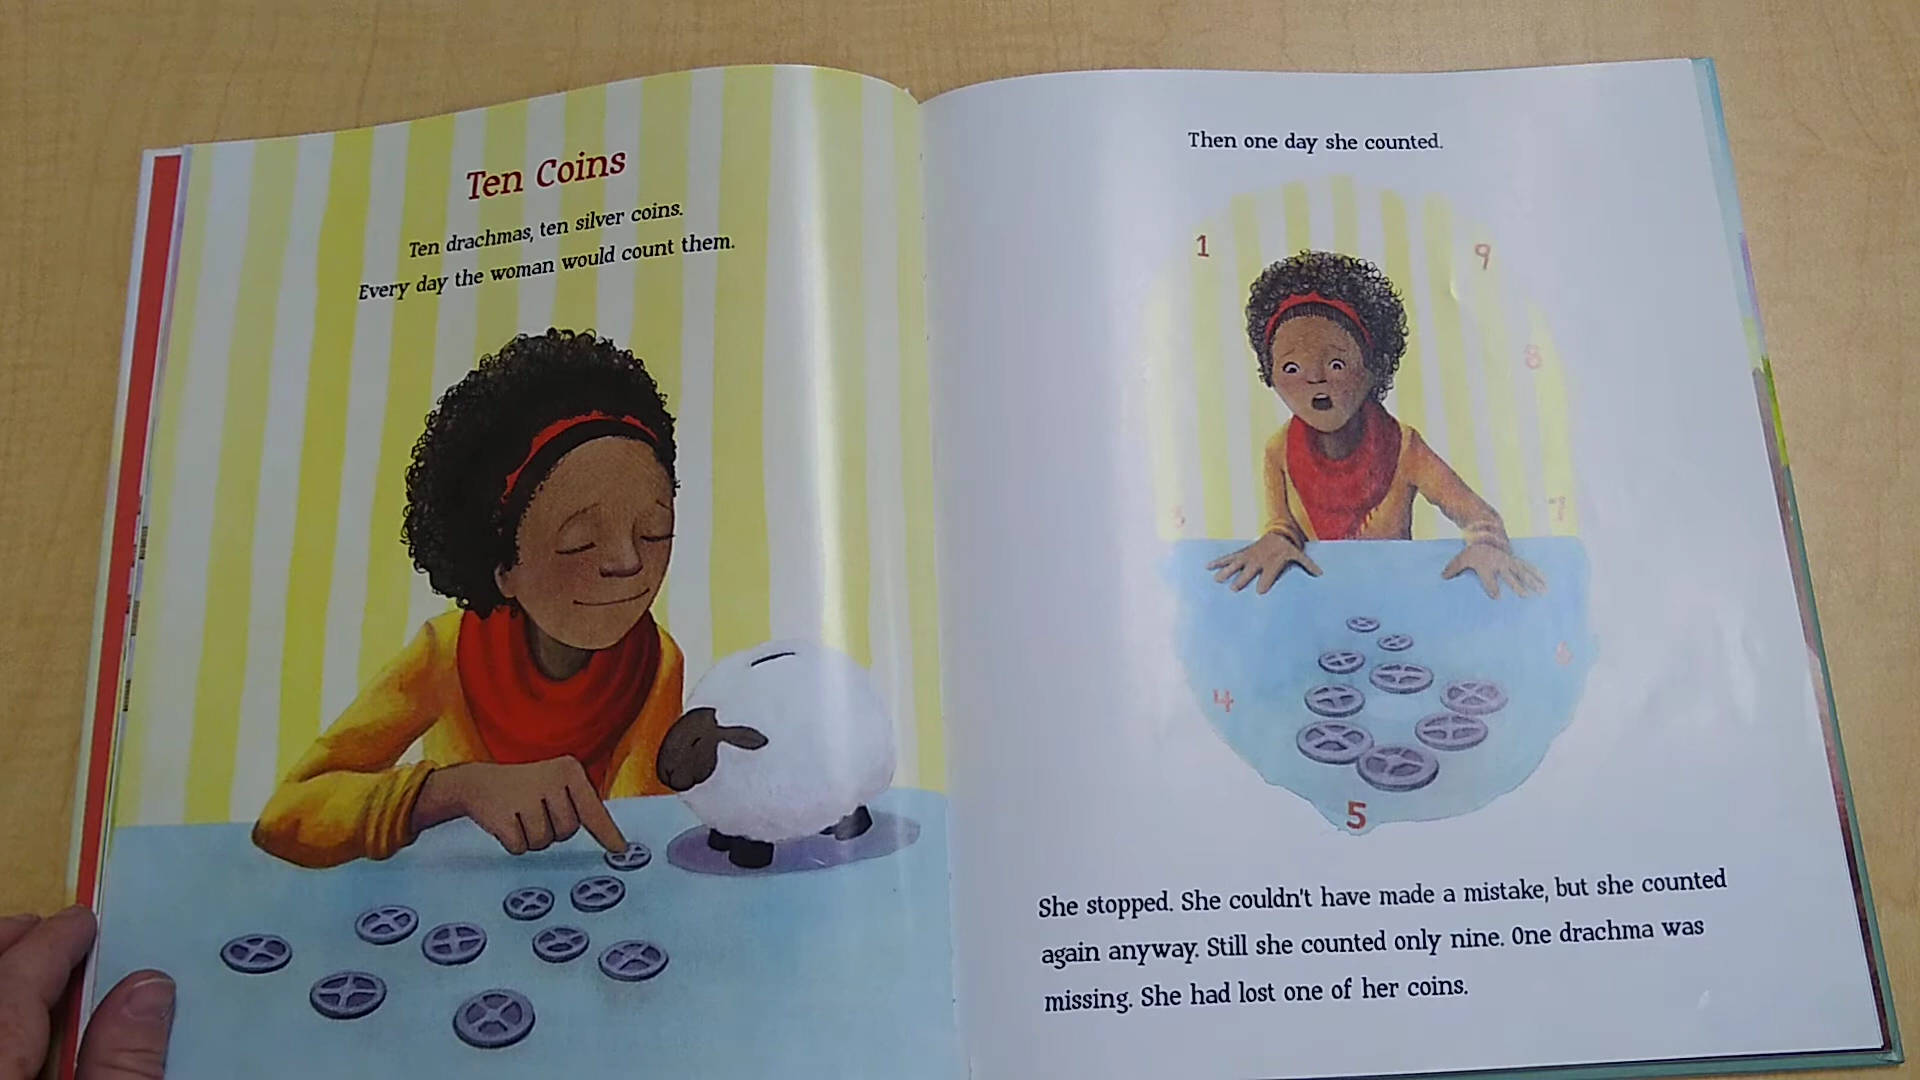 Ten Coins
Ten drachmas, ten silver coins.
Every day the woman would count them.
Then one day she counted.
1
9
8
3
7
6
4
5
She stopped. She couldn't have made a mistake, but she counted
again anyway. Still she counted only nine. One drachma was
missing. She had lost one of her coins.